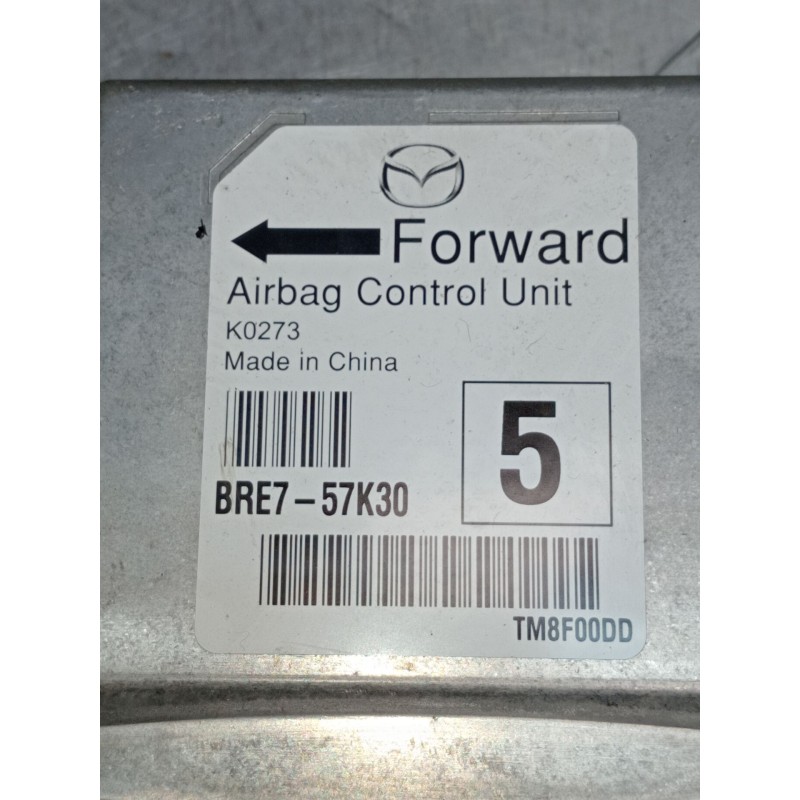 Forward
Airbag Control Unit
K0273
Made in China
5
BRE7-57K30
TM8F00DD